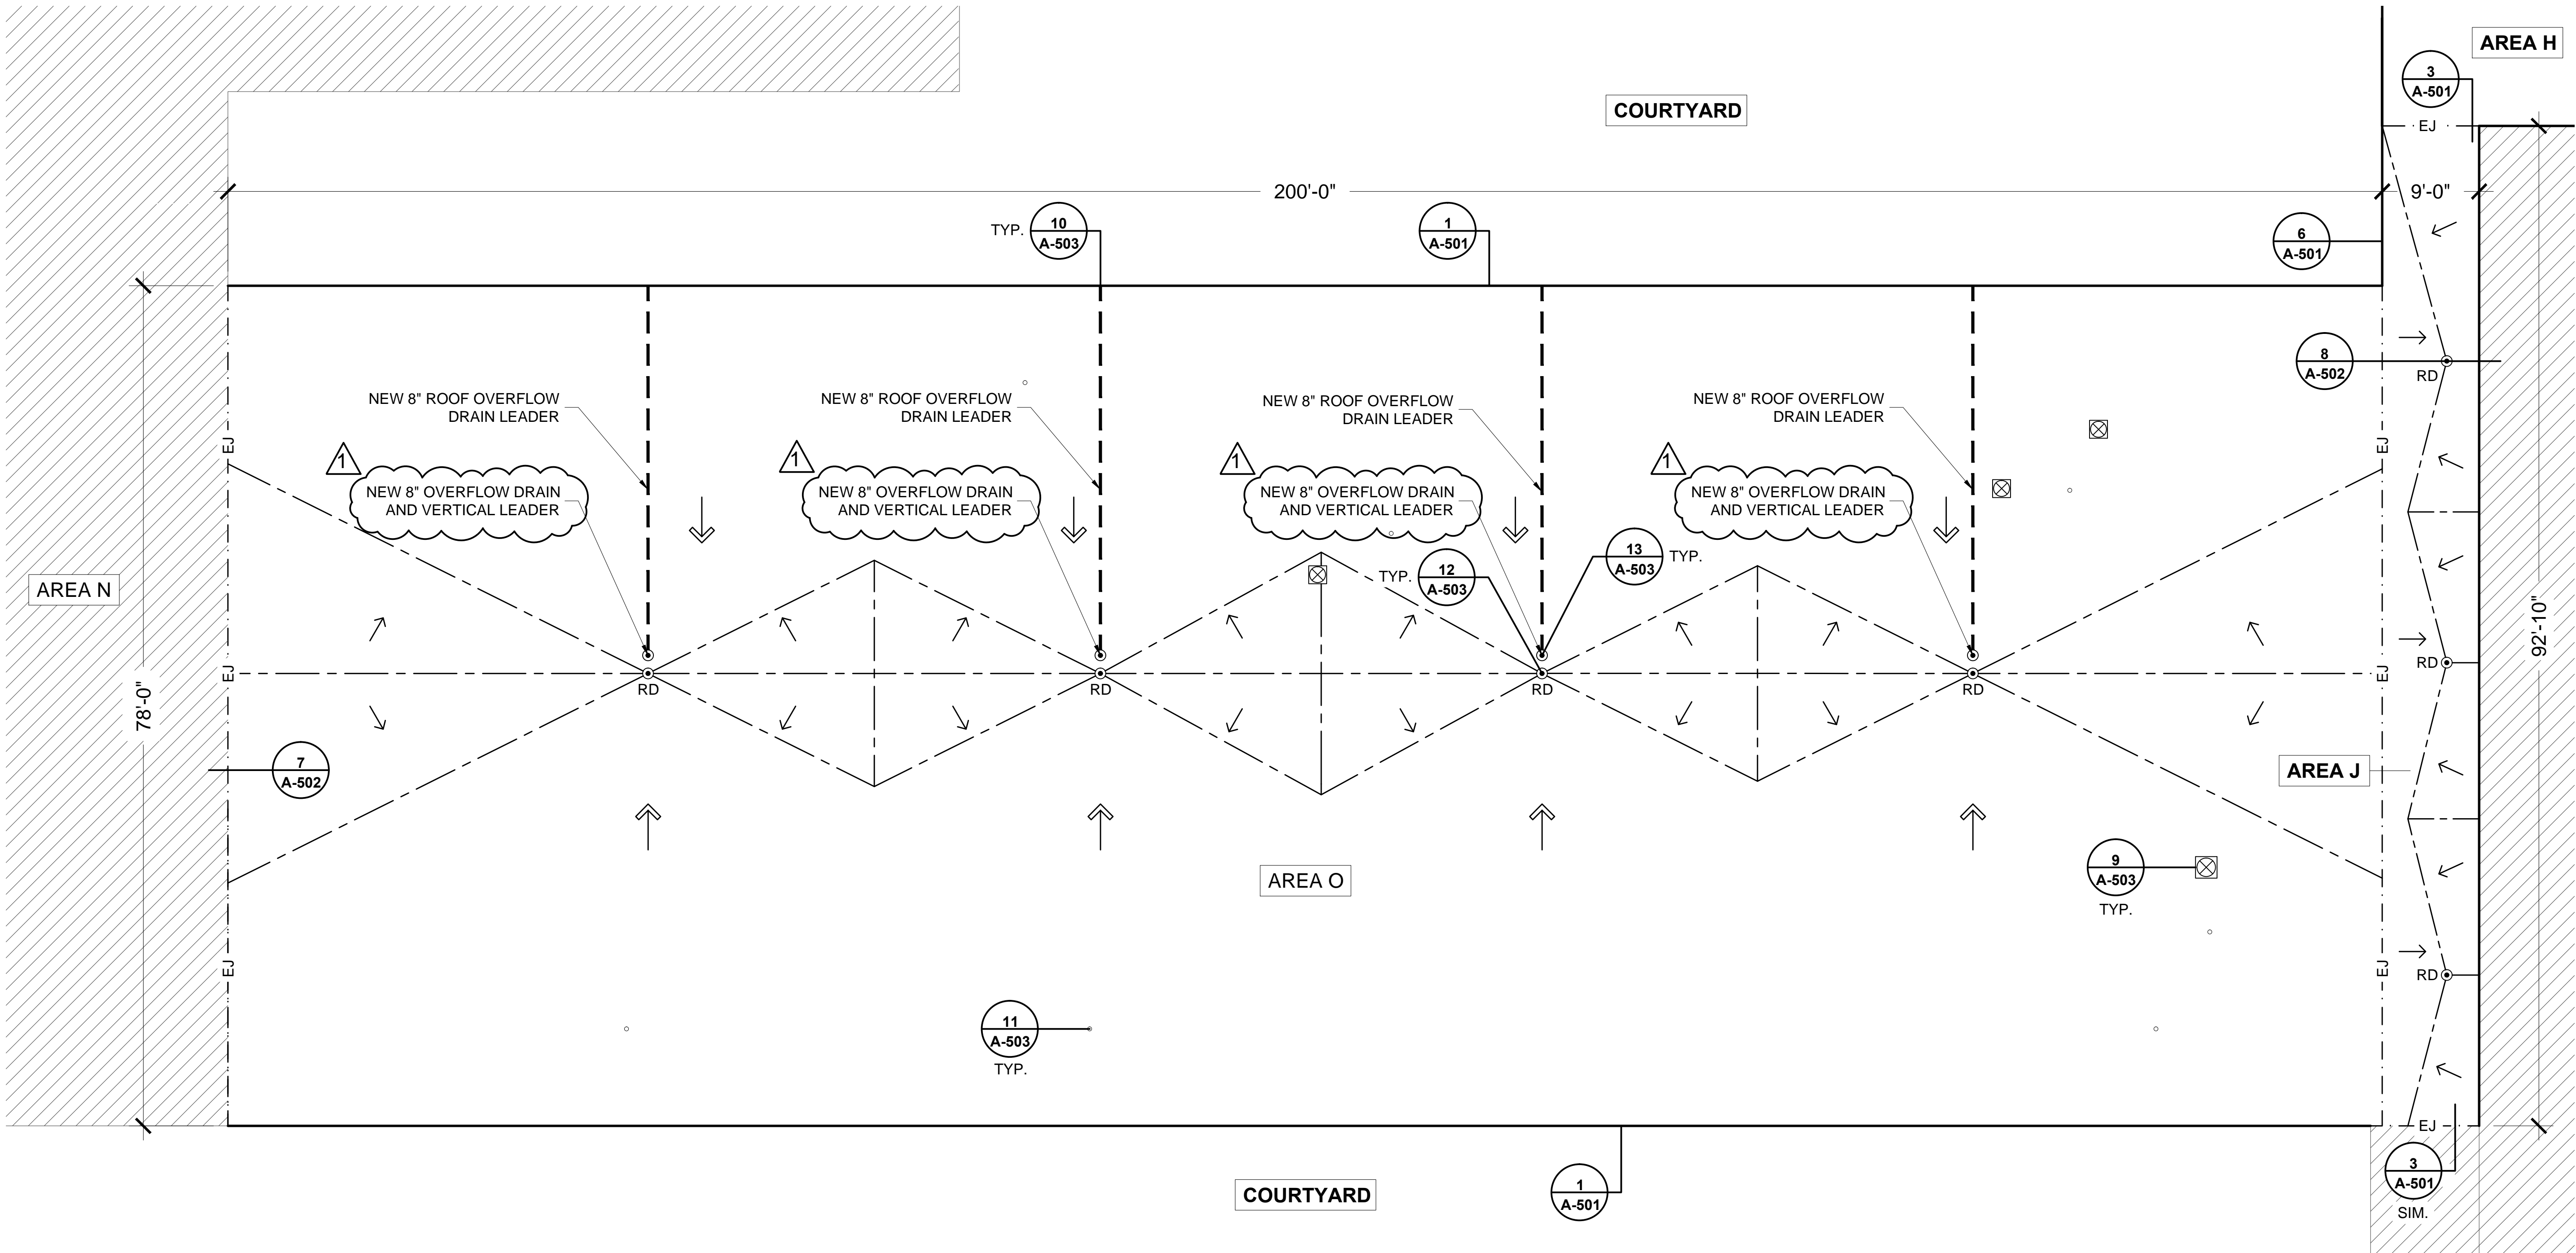 AREA H
3
A-501
COURTYARD
EJ
200'-0"
9'-0"
TYP.
10
A-503
1
A-501
6
A-501
8
A-502
RD
NEW 8" ROOF OVERFLOW
DRAIN LEADER
NEW 8" ROOF OVERFLOW
DRAIN LEADER
NEW 8" ROOF OVERFLOW
DRAIN LEADER
NEW 8" ROOF OVERFLOW
DRAIN LEADER
EJ
EJ
1
NEW 8" OVERFLOW DRAIN
AND VERTICAL LEADER
1
NEW 8" OVERFLOW DRAIN
AND VERTICAL LEADER
1
NEW 8" OVERFLOW DRAIN
AND VERTICAL LEADER
1
NEW 8" OVERFLOW DRAIN
AND VERTICAL LEADER
AREA N
TYP.
12
A-503
13
A-503
TYP.
92'-10"
EJ
RD
RD
RD
RD
EJ
RD
78'-0"
7
A-502
AREA J
AREA O
9
A-503
TYP.
EJ
EJ
RD
11
A-503
TYP.
EJ
COURTYARD
1
A-501
3
A-501
SIM.